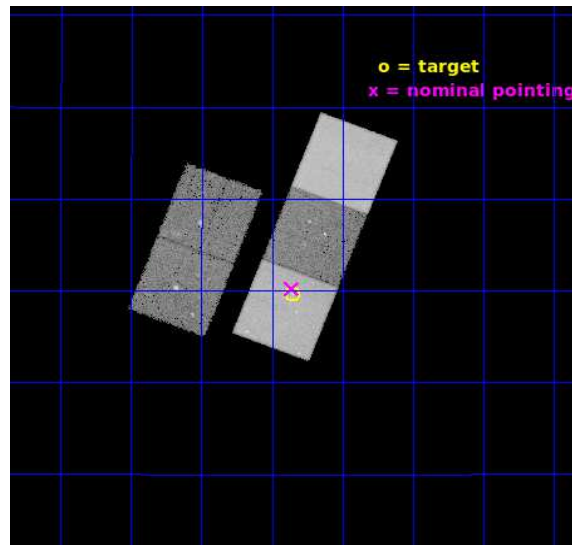 o = target
x = nominal pointing